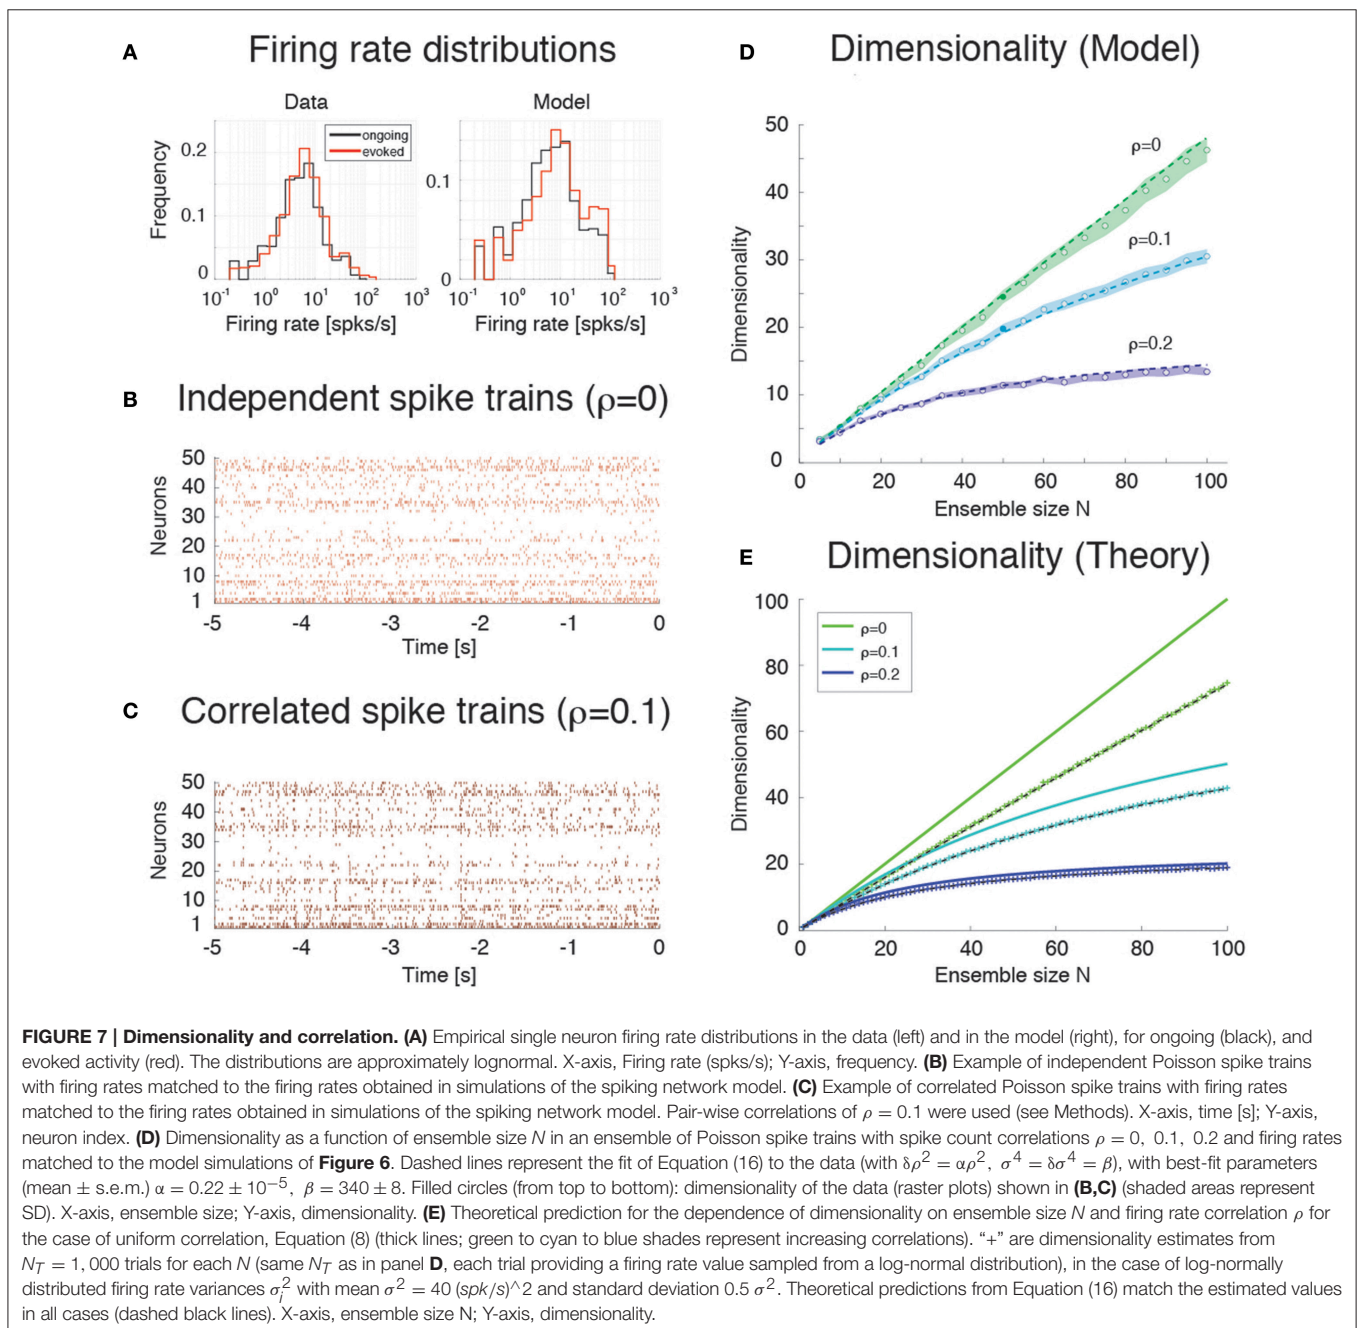 A Firing rate distributions
Data
Model
Frequency
0.2
0.1
0
ongoing
evoked
0.1
0
10-1 100 101 102 103
10-1 100 101 102 103
Firing rate [spks/s]
Firing rate [spks/s]
B Independent spike trains (ρ=0)
Neurons
50
40
30
20
10
1
-5 -4 -3 -2 -1 0
Time [s]
C Correlated spike trains (ρ=0.1)
Neurons
50
40
30
20
10
1
-5 -4 -3 -2 -1 0
Time [s]
D Dimensionality (Model)
Dimensionality
50
40
30
20
10
0
ρ=0
ρ=0.1
ρ=0.2
20 40 60 80 100
Ensemble size N
E Dimensionality (Theory)
Dimensionality
100
80
60
40
20
0
ρ=0
ρ=0.1
ρ=0.2
0 20 40 60 80 100
Ensemble size N
FIGURE 7 | Dimensionality and correlation. (A) Empirical single neuron firing rate distributions in the data (left) and in the model (right), for ongoing (black), and
evoked activity (red). The distributions are approximately lognormal. X-axis, Firing rate (spks/s); Y-axis, frequency. (B) Example of independent Poisson spike trains
with firing rates matched to the firing rates obtained in simulations of the spiking network model. (C) Example of correlated Poisson spike trains with firing rates
matched to the firing rates obtained in simulations of the spiking network model. Pair-wise correlations of ρ = 0.1 were used (see Methods). X-axis, time [s]; Y-axis,
neuron index. (D) Dimensionality as a function of ensemble size N in an ensemble of Poisson spike trains with spike count correlations ρ = 0, 0.1, 0.2 and firing rates
matched to the model simulations of Figure 6. Dashed lines represent the fit of Equation (16) to the data (with δρ² = αρ², σ⁴ = δσ⁴ = β), with best-fit parameters
(mean ± s.e.m.) α = 0.22 ± 10⁻⁵, β = 340 ± 8. Filled circles (from top to bottom): dimensionality of the data (raster plots) shown in (B,C) (shaded areas represent
SD). X-axis, ensemble size; Y-axis, dimensionality. (E) Theoretical prediction for the dependence of dimensionality on ensemble size N and firing rate correlation ρ for
the case of uniform correlation, Equation (8) (thick lines; green to cyan to blue shades represent increasing correlations). “+” are dimensionality estimates from
N_T = 1, 000 trials for each N (same N_T as in panel D, each trial providing a firing rate value sampled from a log-normal distribution), in the case of log-normally
distributed firing rate variances σ_i² with mean σ² = 40 (spk/s)^2 and standard deviation 0.5 σ². Theoretical predictions from Equation (16) match the estimated values
in all cases (dashed black lines). X-axis, ensemble size N; Y-axis, dimensionality.